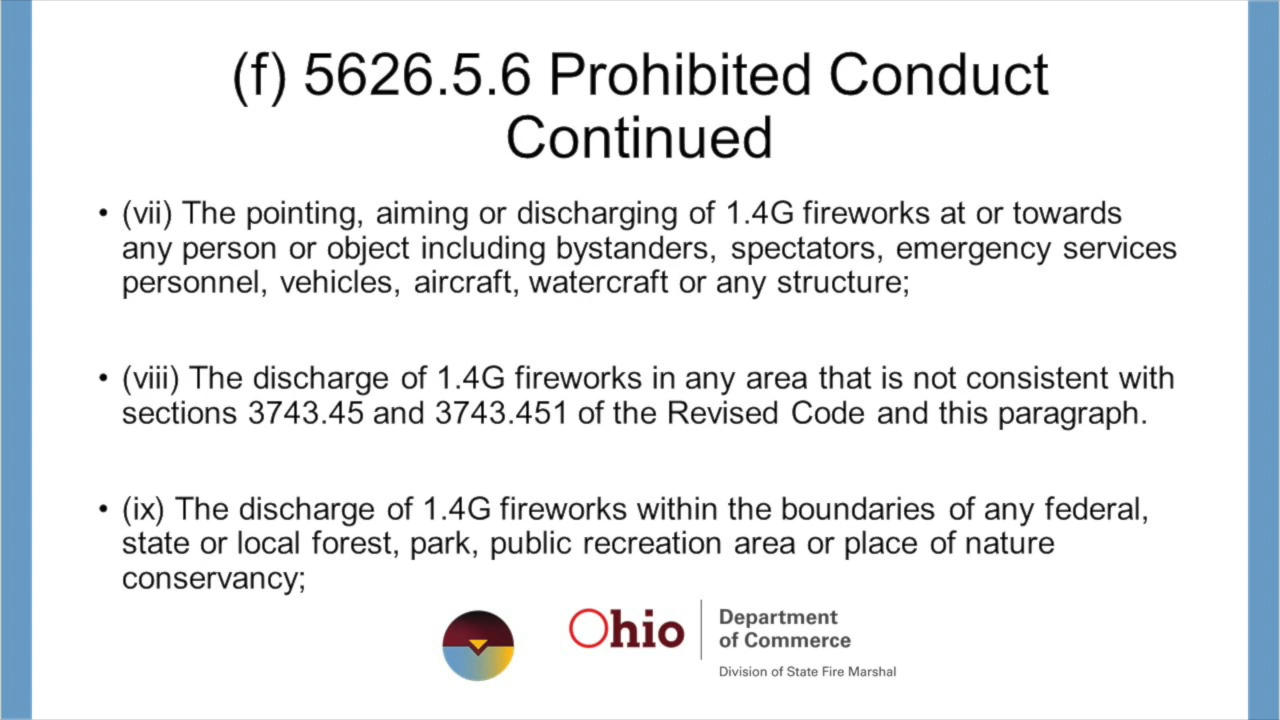 (f) 5626.5.6 Prohibited Conduct
Continued
• (vii) The pointing, aiming or discharging of 1.4G fireworks at or towards
any person or object including bystanders, spectators, emergency services
personnel, vehicles, aircraft, watercraft or any structure;
• (viii) The discharge of 1.4G fireworks in any area that is not consistent with
sections 3743.45 and 3743.451 of the Revised Code and this paragraph.
• (ix) The discharge of 1.4G fireworks within the boundaries of any federal,
state or local forest, park, public recreation area or place of nature
conservancy;
Ohio
Department
of Commerce
Division of State Fire Marshal